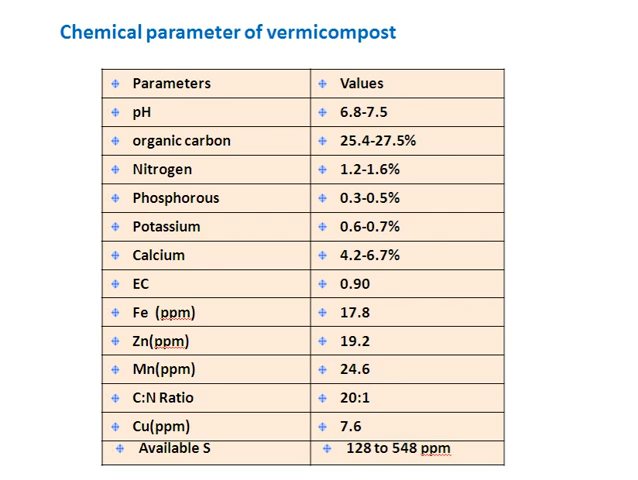 Chemical parameter of vermicompost
Parameters Values
pH 6.8-7.5
organic carbon 25.4-27.5%
Nitrogen 1.2-1.6%
Phosphorous 0.3-0.5%
Potassium 0.6-0.7%
Calcium 4.2-6.7%
EC 0.90
Fe (ppm) 17.8
Zn(ppm) 19.2
Mn(ppm) 24.6
C:N Ratio 20:1
Cu(ppm) 7.6
Available S 128 to 548 ppm